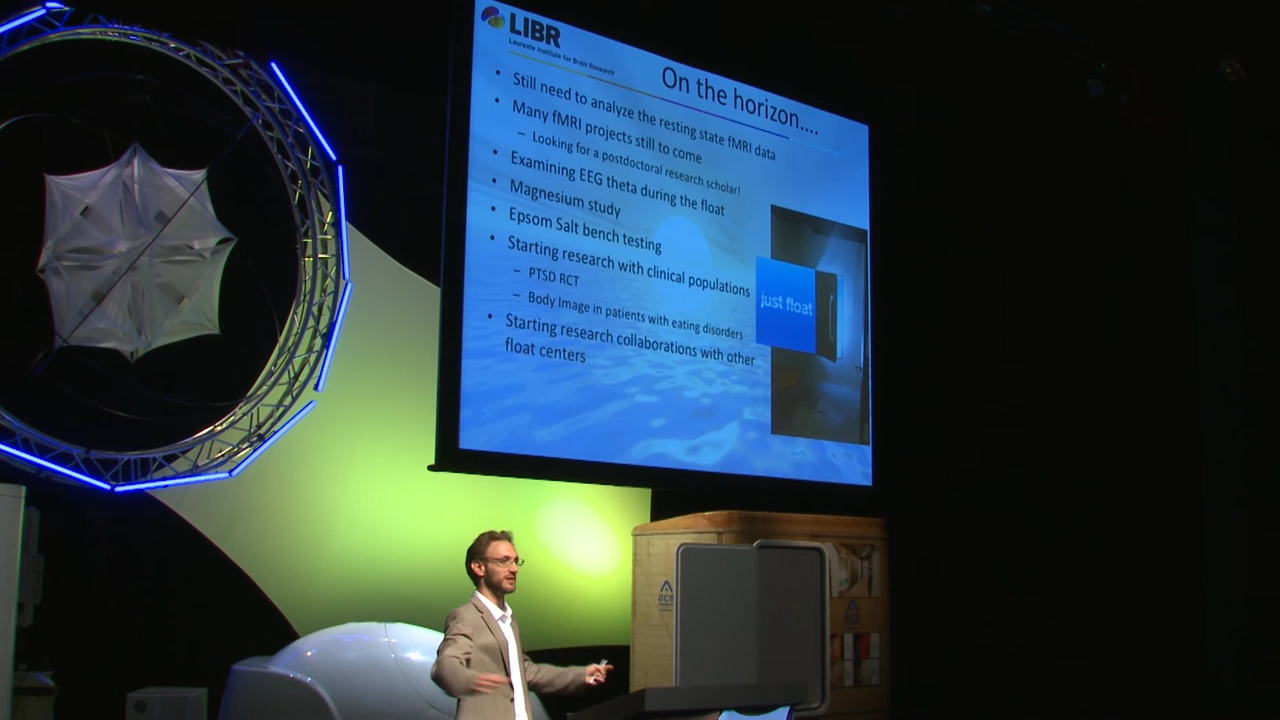 LIBR
Laureate Institute for Brain Research
On the horizon....
• Still need to analyze the resting state fMRI data
• Many fMRI projects still to come
– Looking for a postdoctoral research scholar!
• Examining EEG theta during the float
• Magnesium study
• Epsom Salt bench testing
• Starting research with clinical populations
– PTSD RCT
– Body Image in patients with eating disorders
• Starting research collaborations with other
float centers
just float
ace
ace